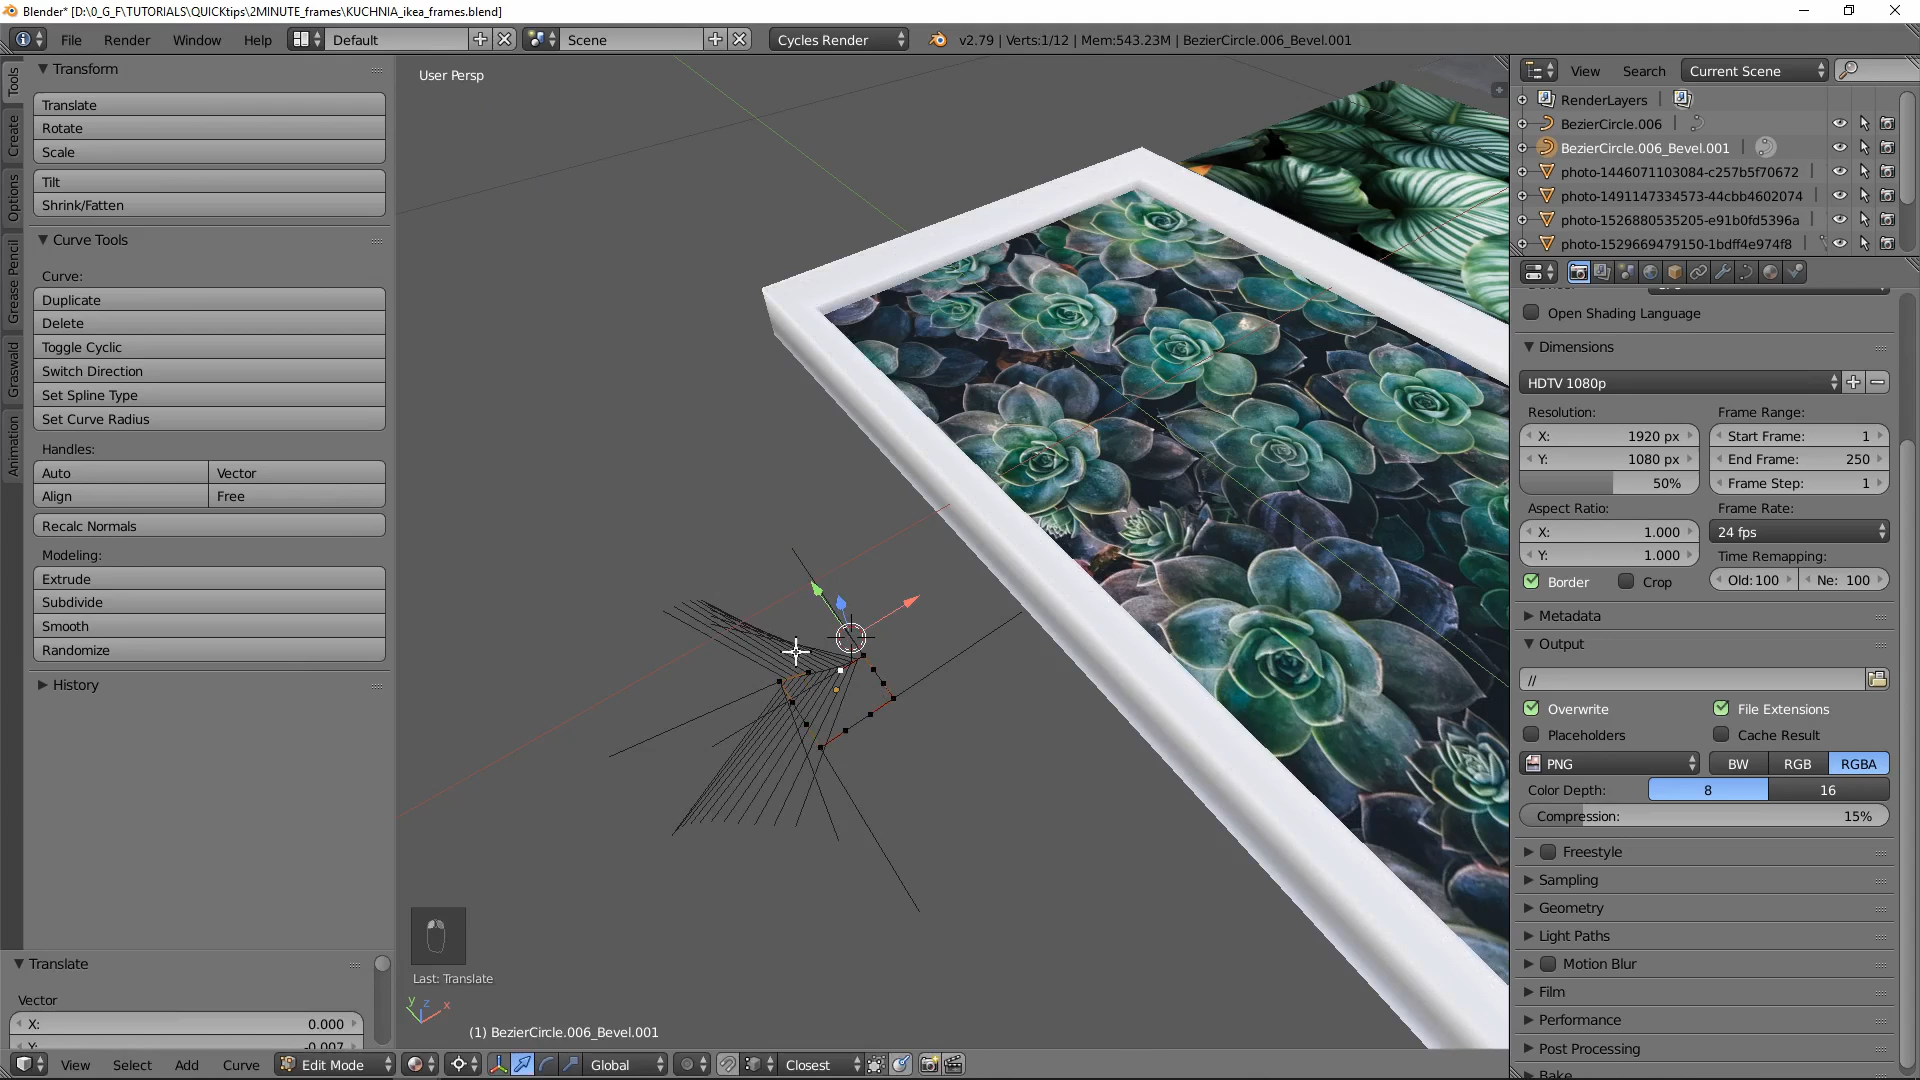 Blender* [D:\0_G_F\TUTORIALS\QUICKtips\2MINUTE_frames\KUCHNIA_ikea_frames.blend]
File Render Window Help Default Scene Cycles Render v2.79 | Verts:1/12 | Mem:543.23M | BezierCircle.006_Bevel.001
Tools
Create
Options
Grease Pencil
Graswald
Animation
Transform
Translate
Rotate
Scale
Tilt
Shrink/Fatten
Curve Tools
Curve:
Duplicate
Delete
Toggle Cyclic
Switch Direction
Set Spline Type
Set Curve Radius
Handles:
Auto Vector
Align Free
Recalc Normals
Modeling:
Extrude
Subdivide
Smooth
Randomize
History
Translate
Vector
X: 0.000
Y: -0.007
User Persp
Last: Translate
y z x
(1) BezierCircle.006_Bevel.001
View Select Add Curve Edit Mode Global Closest
View Search Current Scene
RenderLayers
BezierCircle.006
BezierCircle.006_Bevel.001
photo-1446071103084-c257b5f70672
photo-1491147334573-44cbb4602074
photo-1526880535205-e91b0fd5396a
photo-1529669479150-1bdff4e974f8
Open Shading Language
Dimensions
HDTV 1080p
Resolution: Frame Range:
X: 1920 px Start Frame: 1
Y: 1080 px End Frame: 250
50% Frame Step: 1
Aspect Ratio: Frame Rate:
X: 1.000 24 fps
Y: 1.000 Time Remapping:
Border Crop Old: 100 Ne: 100
Metadata
Output
//
Overwrite File Extensions
Placeholders Cache Result
PNG BW RGB RGBA
Color Depth: 8 16
Compression: 15%
Freestyle
Sampling
Geometry
Light Paths
Motion Blur
Film
Performance
Post Processing
Bake